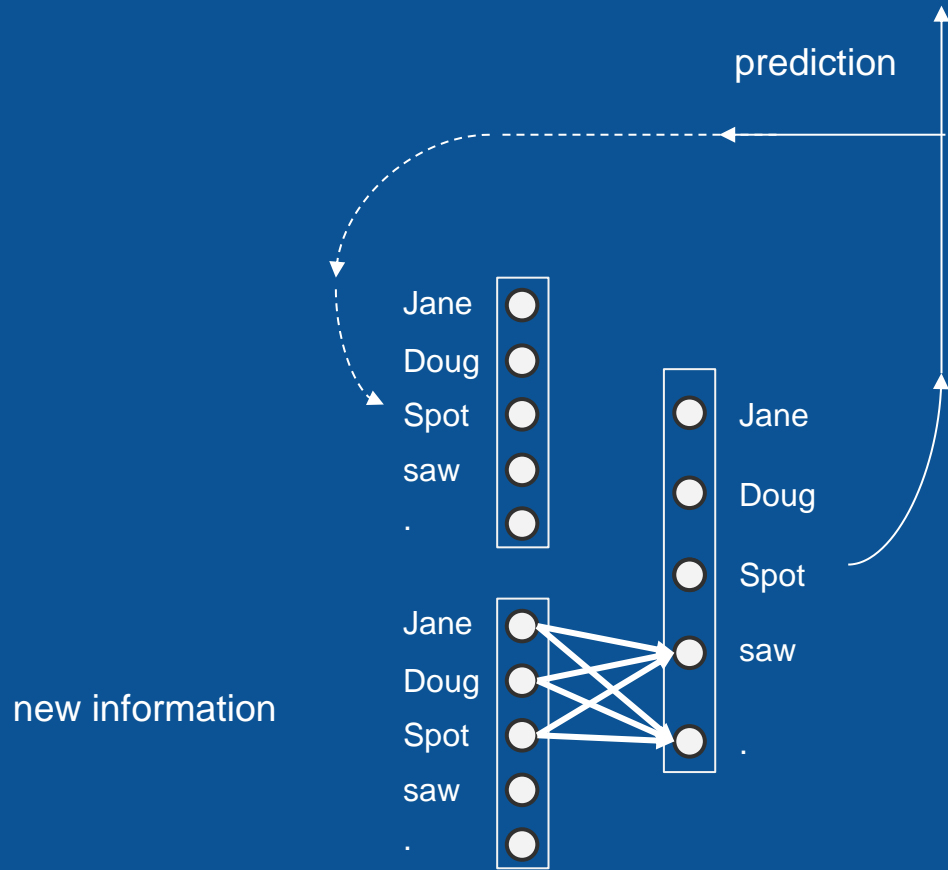 prediction
Jane
Doug
Spot
saw
.
Jane
Doug
Spot
saw
.
new information
Jane
Doug
Spot
saw
.